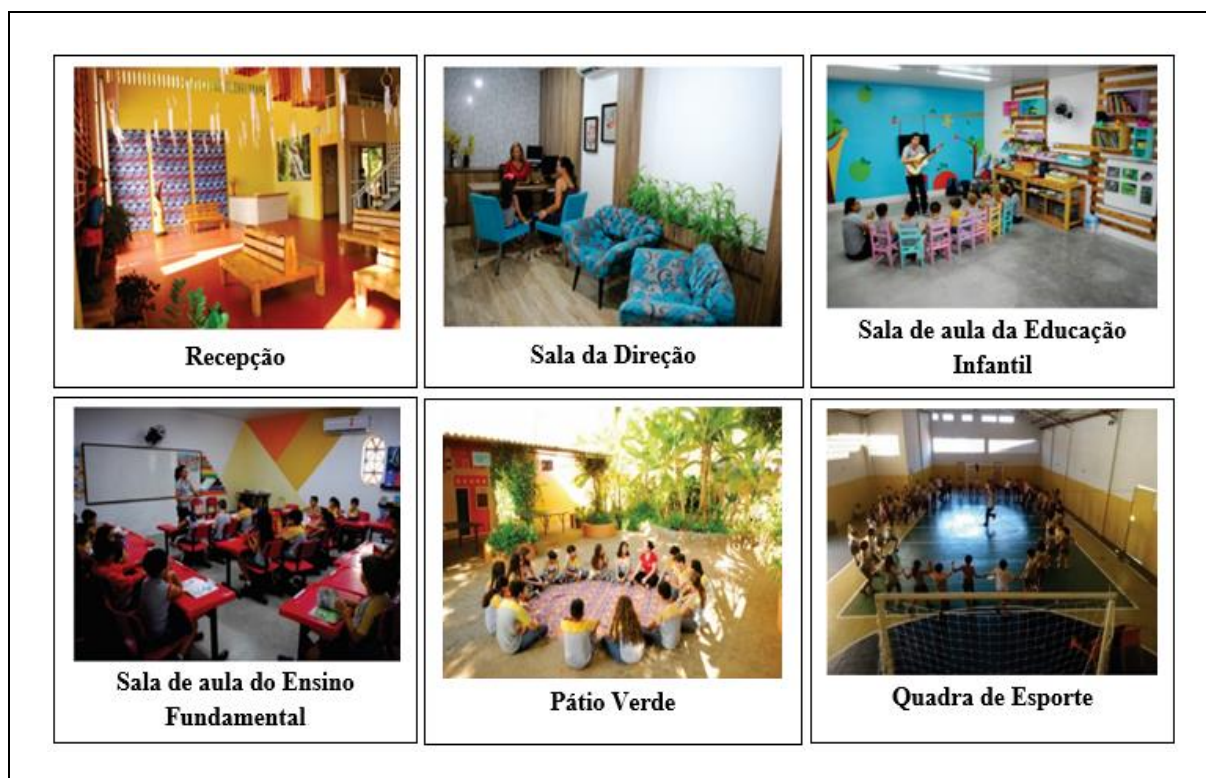 Recepção
Sala da Direção
Sala de aula da Educação
Infantil
Sala de aula do Ensino
Fundamental
Pátio Verde
Quadra de Esporte